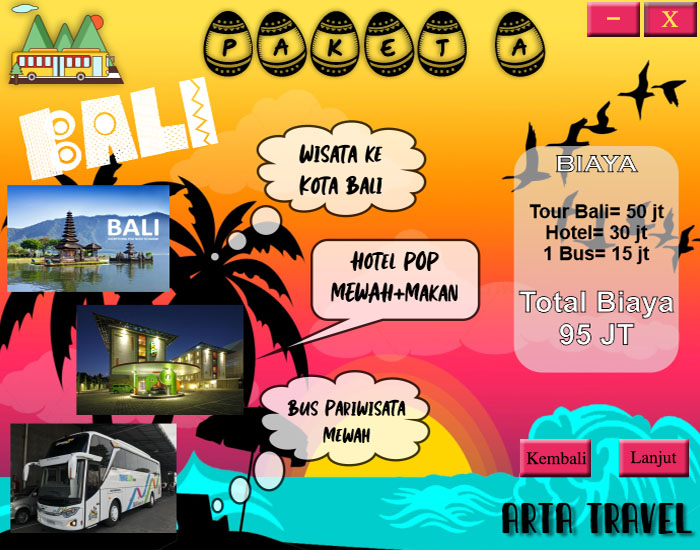 PAKET A
–
X
BALI
WISATA KE
KOTA BALI
BALI
HOTEL POP
MEWAH+MAKAN
BUS PARIWISATA
MEWAH
BIAYA
Tour Bali= 50 jt
Hotel= 30 jt
1 Bus= 15 jt
Total Biaya
95 JT
Kembali
Lanjut
ARTA TRAVEL